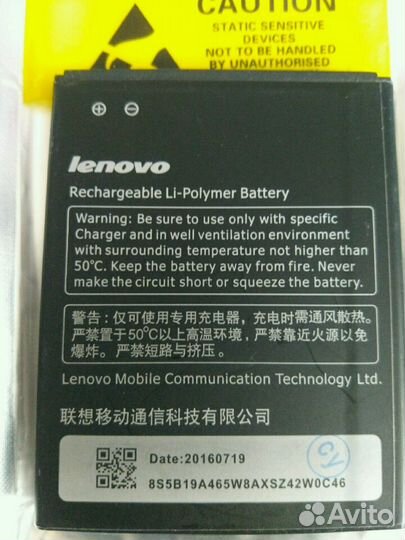 CAUTION
STATIC SENSITIVE
DEVICES
NOT TO BE HANDLED
BY UNAUTHORISED
lenovo
Rechargeable Li-Polymer Battery
Warning: Be sure to use only with specific
Charger and in well ventilation environment
with surrounding temperature not higher than
50°C. Keep the battery away from fire. Never
make the circuit short or squeeze the battery.
警告：仅可使用专用充电器，充电时需通风散热。
严禁置于50°C以上高温环境，严禁靠近火源以免
爆炸。严禁短路与挤压。
Lenovo Mobile Communication Technology Ltd.
联想移动通信科技有限公司
Date:20160719
8S5B19A465W8AXSZ42W0C46
Avito